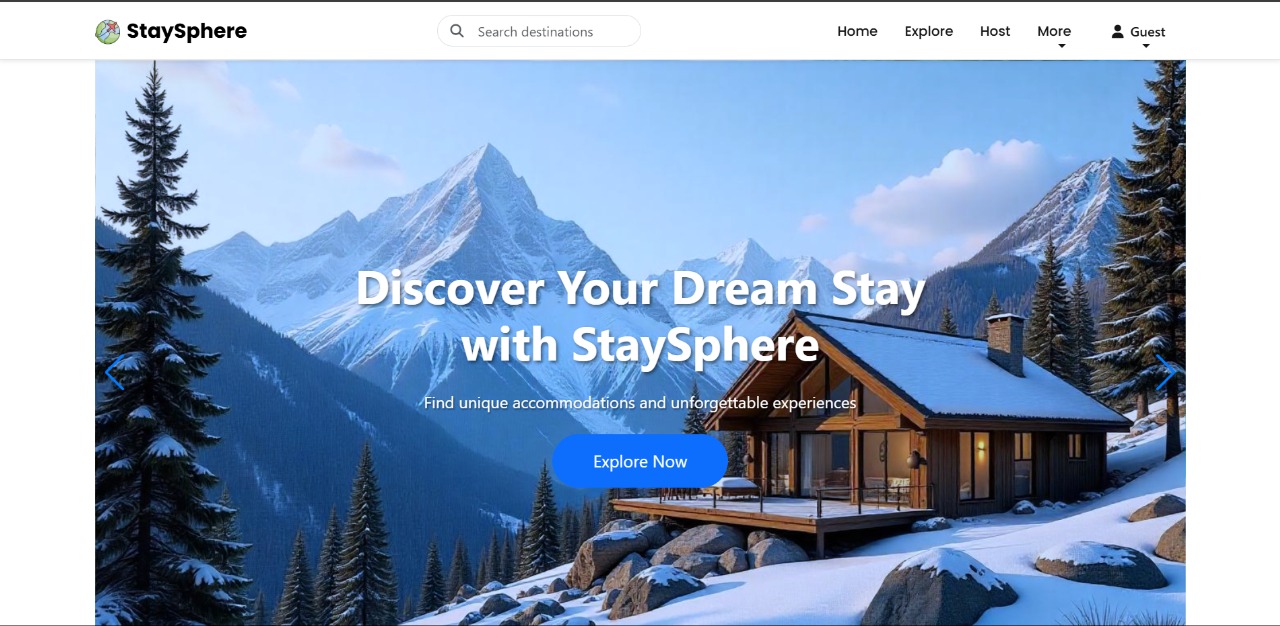 StaySphere
Search destinations
Home
Explore
Host
More
Guest
Discover Your Dream Stay
with StaySphere
Find unique accommodations and unforgettable experiences
Explore Now